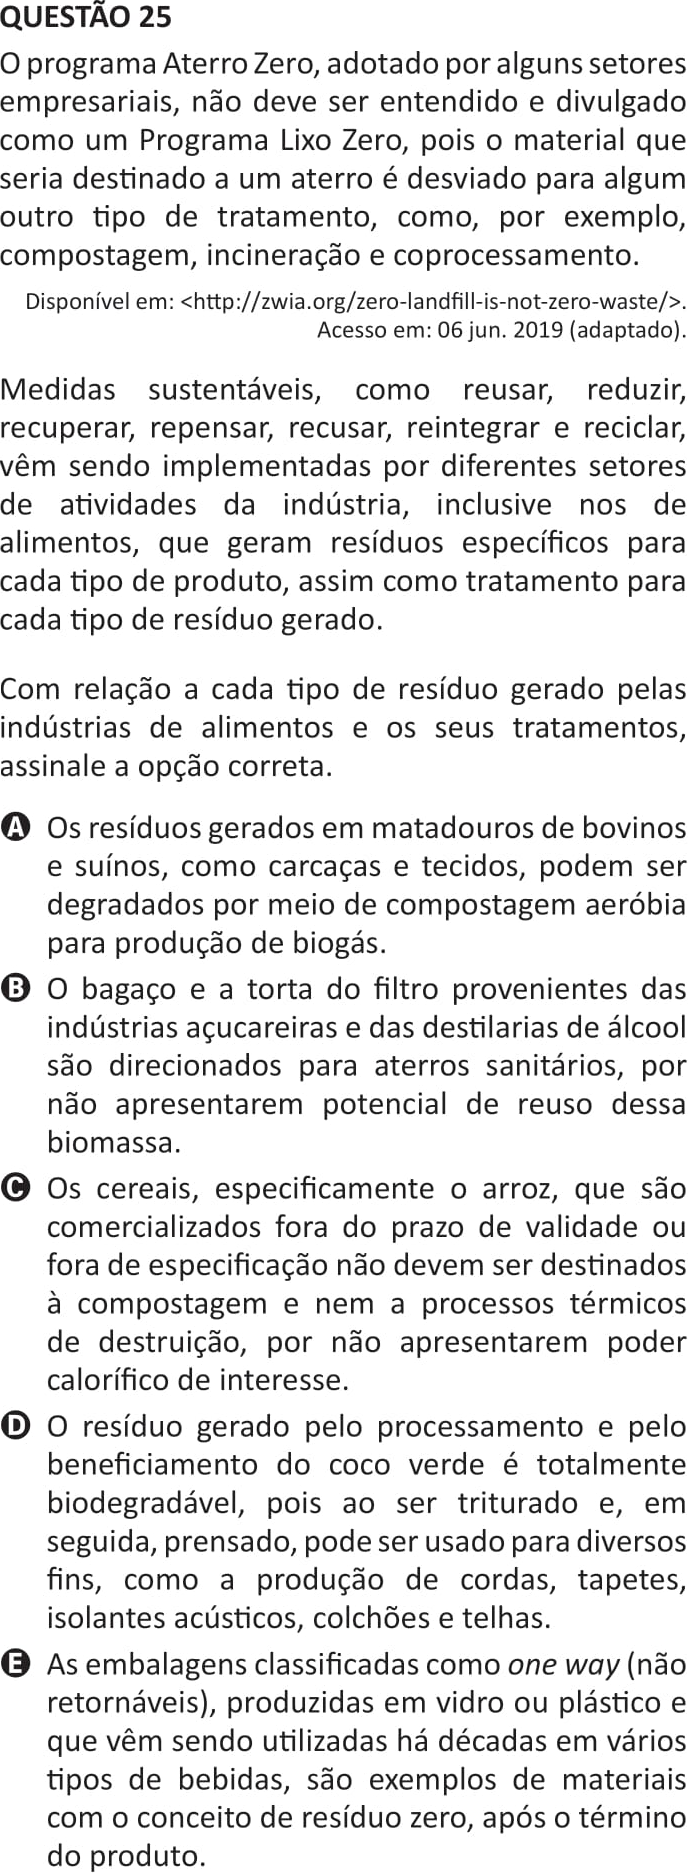 QUESTÃO 25
O programa Aterro Zero, adotado por alguns setores
empresariais, não deve ser entendido e divulgado
como um Programa Lixo Zero, pois o material que
seria destinado a um aterro é desviado para algum
outro tipo de tratamento, como, por exemplo,
compostagem, incineração e coprocessamento.
Disponível em: <http://zwia.org/zero-landfill-is-not-zero-waste/>.
Acesso em: 06 jun. 2019 (adaptado).
Medidas sustentáveis, como reusar, reduzir,
recuperar, repensar, recusar, reintegrar e reciclar,
vêm sendo implementadas por diferentes setores
de atividades da indústria, inclusive nos de
alimentos, que geram resíduos específicos para
cada tipo de produto, assim como tratamento para
cada tipo de resíduo gerado.
Com relação a cada tipo de resíduo gerado pelas
indústrias de alimentos e os seus tratamentos,
assinale a opção correta.
A Os resíduos gerados em matadouros de bovinos
e suínos, como carcaças e tecidos, podem ser
degradados por meio de compostagem aeróbia
para produção de biogás.
B O bagaço e a torta do filtro provenientes das
indústrias açucareiras e das destilarias de álcool
são direcionados para aterros sanitários, por
não apresentarem potencial de reuso dessa
biomassa.
C Os cereais, especificamente o arroz, que são
comercializados fora do prazo de validade ou
fora de especificação não devem ser destinados
à compostagem e nem a processos térmicos
de destruição, por não apresentarem poder
calorífico de interesse.
D O resíduo gerado pelo processamento e pelo
beneficiamento do coco verde é totalmente
biodegradável, pois ao ser triturado e, em
seguida, prensado, pode ser usado para diversos
fins, como a produção de cordas, tapetes,
isolantes acústicos, colchões e telhas.
E As embalagens classificadas como one way (não
retornáveis), produzidas em vidro ou plástico e
que vêm sendo utilizadas há décadas em vários
tipos de bebidas, são exemplos de materiais
com o conceito de resíduo zero, após o término
do produto.